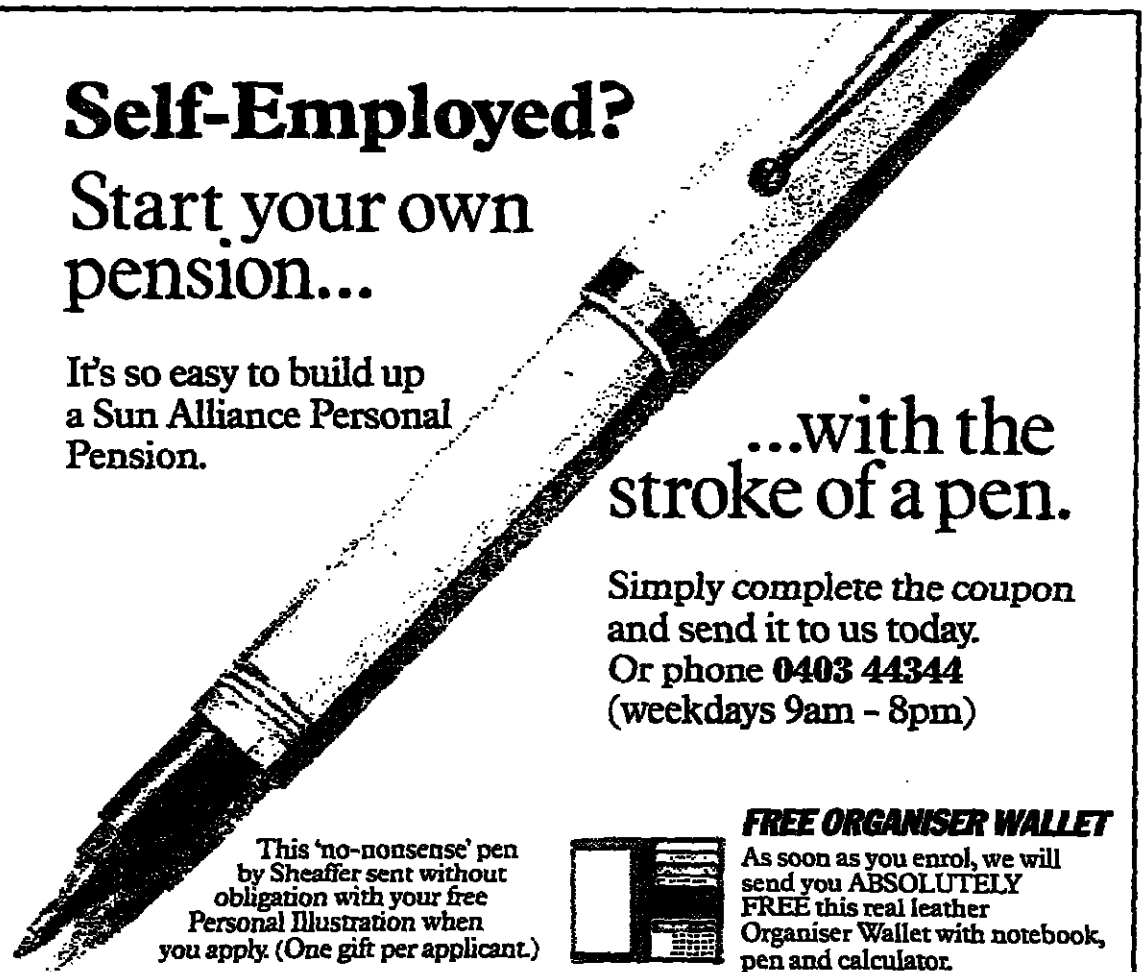 Self-Employed?
Start your own
pension...
It's so easy to build up
a Sun Alliance Personal
Pension.
...with the
stroke of a pen.
Simply complete the coupon
and send it to us today.
Or phone 0403 44344
(weekdays 9am – 8pm)
This 'no-nonsense' pen
by Sheaffer sent without
obligation with your free
Personal Illustration when
you apply. (One gift per applicant.)
FREE ORGANISER WALLET
As soon as you enrol, we will
send you ABSOLUTELY
FREE this real leather
Organiser Wallet with notebook,
pen and calculator.